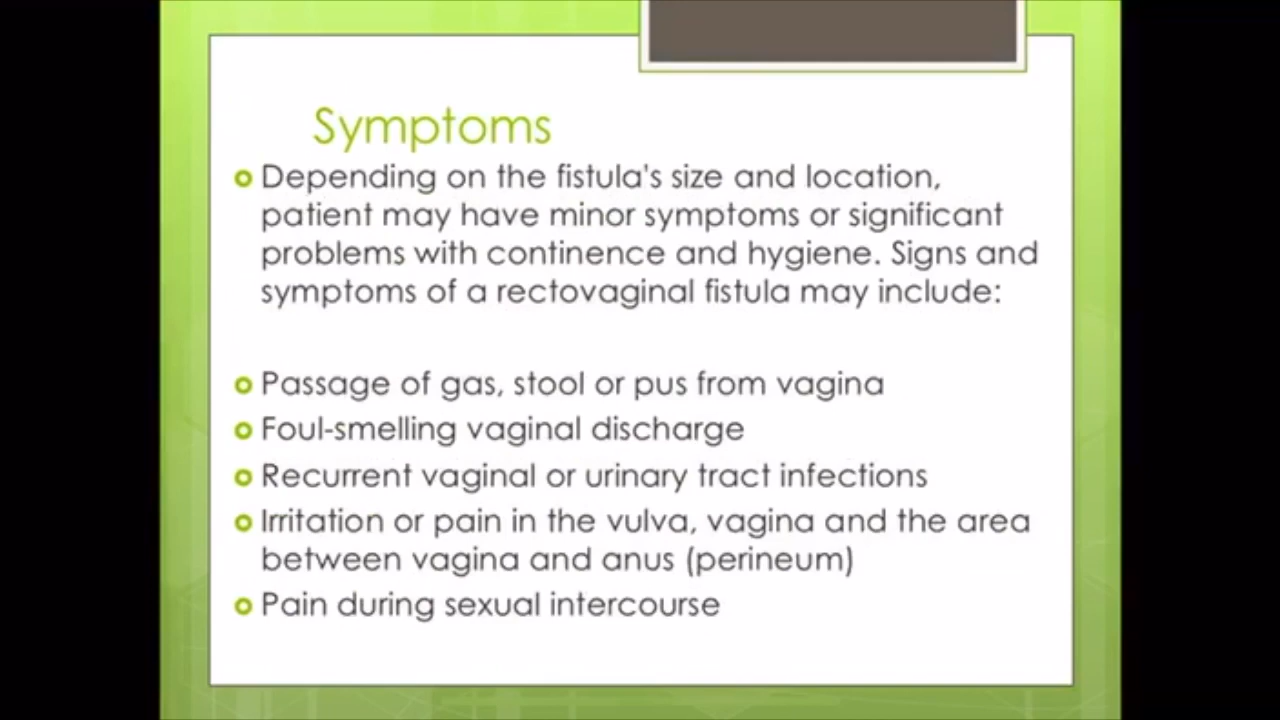 Symptoms
Depending on the fistula's size and location,
patient may have minor symptoms or significant
problems with continence and hygiene. Signs and
symptoms of a rectovaginal fistula may include:
Passage of gas, stool or pus from vagina
Foul-smelling vaginal discharge
Recurrent vaginal or urinary tract infections
Irritation or pain in the vulva, vagina and the area
between vagina and anus (perineum)
Pain during sexual intercourse